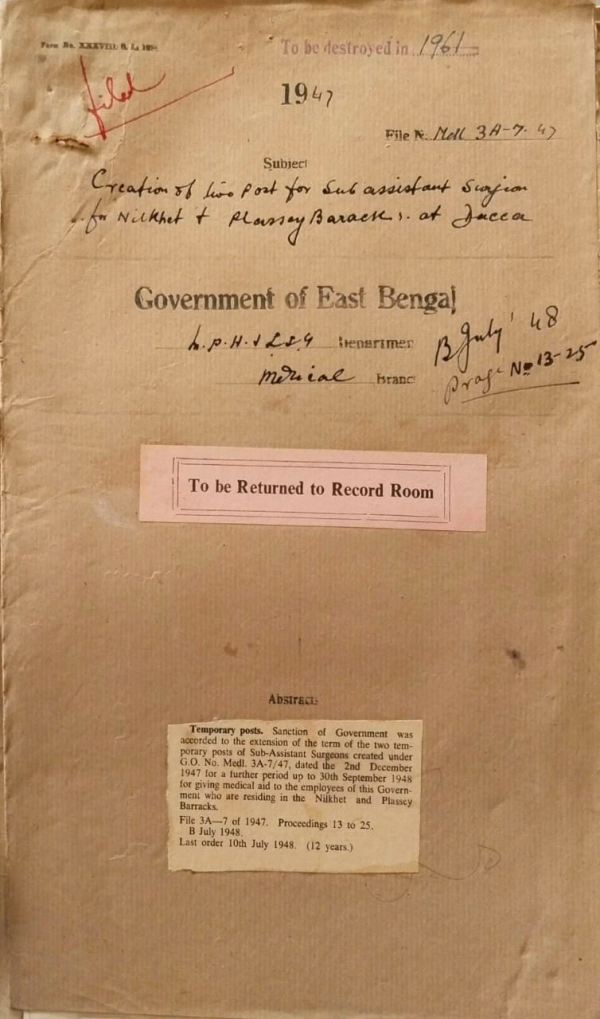 Form No. XXXVIII. B. L. 
To be destroyed in 1961
filed
1947
File No. Medl 3A-7-47
Subject
Creation of two Post for Sub assistant Surgion
for Nilkhet & Plassey Barack s. at Dacca
Government of East Bengal
H.P.H. & L.S.G Department
Medical Branc
B July' 48
Prog. No 13-25
To be Returned to Record Room
Abstract.
Temporary posts. Sanction of Government was
accorded to the extension of the term of the two tem-
porary posts of Sub-Assistant Surgeons created under
G.O. No. Medl. 3A-7/47, dated the 2nd December
1947 for a further period up to 30th September 1948
for giving medical aid to the employees of this Govern-
ment who are residing in the Nilkhet and Plassey
Barracks.
File 3A—7 of 1947. Proceedings 13 to 25.
B July 1948.
Last order 10th July 1948. (12 years.)